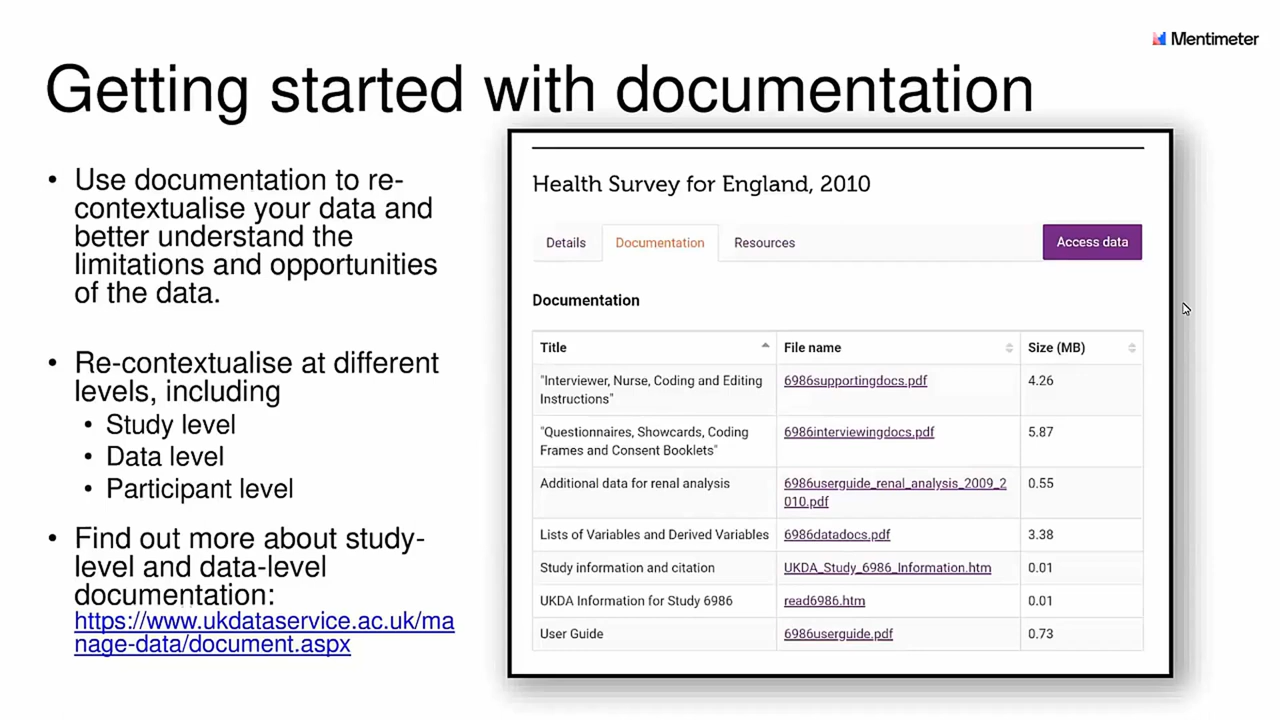 Mentimeter
Getting started with documentation
• Use documentation to re-
contextualise your data and
better understand the
limitations and opportunities
of the data.
• Re-contextualise at different
levels, including
• Study level
• Data level
• Participant level
• Find out more about study-
level and data-level
documentation:
https://www.ukdataservice.ac.uk/ma
nage-data/document.aspx
Health Survey for England, 2010
Details Documentation Resources Access data
Documentation
Title File name Size (MB)
"Interviewer, Nurse, Coding and Editing 6986supportingdocs.pdf 4.26
Instructions"
"Questionnaires, Showcards, Coding 6986interviewingdocs.pdf 5.87
Frames and Consent Booklets"
Additional data for renal analysis 6986userguide_renal_analysis_2009_2 0.55
010.pdf
Lists of Variables and Derived Variables 6986datadocs.pdf 3.38
Study information and citation UKDA_Study_6986_Information.htm 0.01
UKDA Information for Study 6986 read6986.htm 0.01
User Guide 6986userguide.pdf 0.73